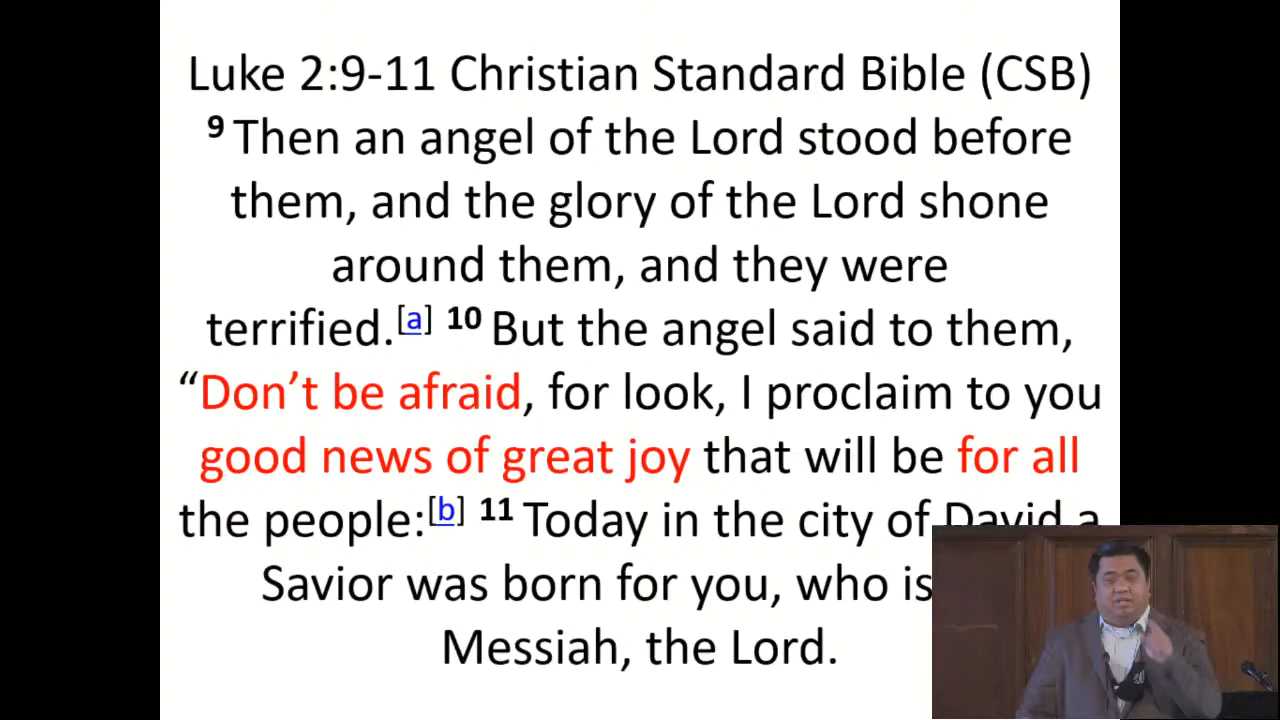 Luke 2:9-11 Christian Standard Bible (CSB)
9 Then an angel of the Lord stood before
them, and the glory of the Lord shone
around them, and they were
terrified.[a] 10 But the angel said to them,
“Don’t be afraid, for look, I proclaim to you
good news of great joy that will be for all
the people:[b] 11 Today in the city of David a
Savior was born for you, who is
Messiah, the Lord.